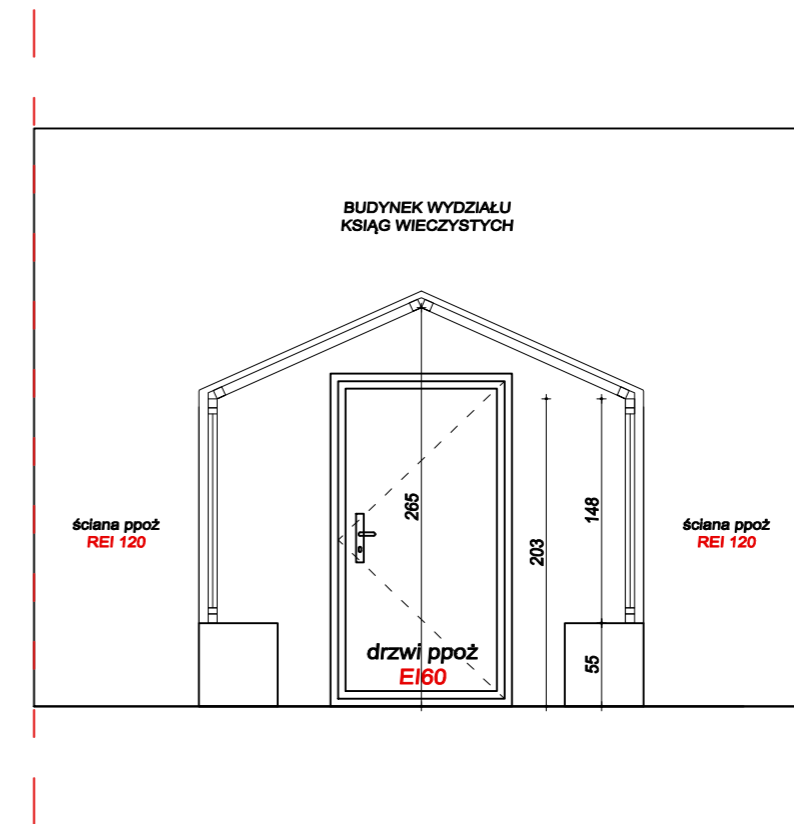 BUDYNEK WYDZIAŁU
KSIĄG WIECZYSTYCH
265
203
148
ściana ppoż
REI 120
ściana ppoż
REI 120
drzwi ppoż
EI60
55